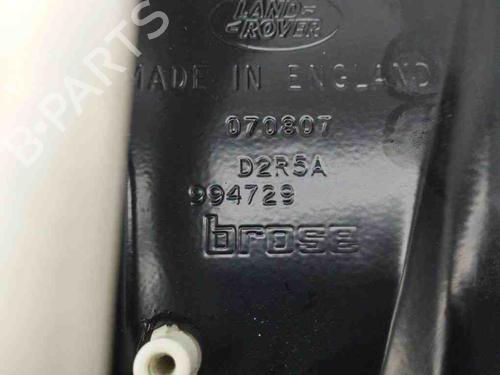 LAND-
-ROVER
MADE IN ENGLAND
070807
D2R5A
994729
brose
B-PARTS